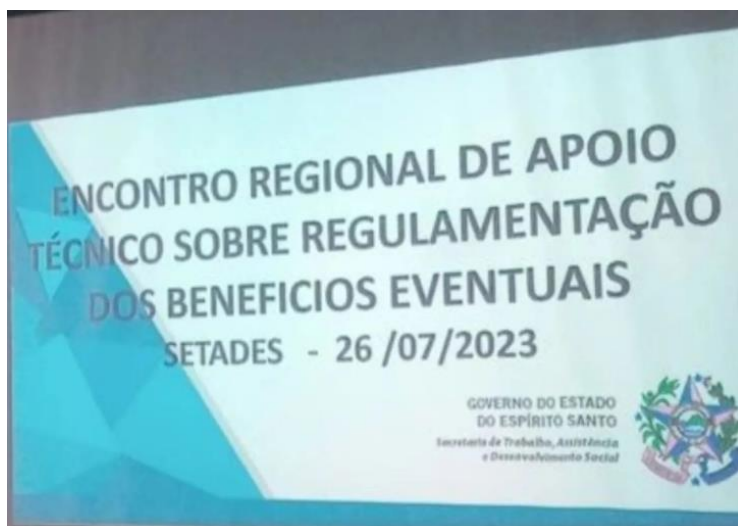 ENCONTRO REGIONAL DE APOIO
TÉCNICO SOBRE REGULAMENTAÇÃO
DOS BENEFICIOS EVENTUAIS
SETADES - 26 /07/2023
GOVERNO DO ESTADO
DO ESPÍRITO SANTO
Secretaria de Trabalho, Assistência
e Desenvolvimento Social